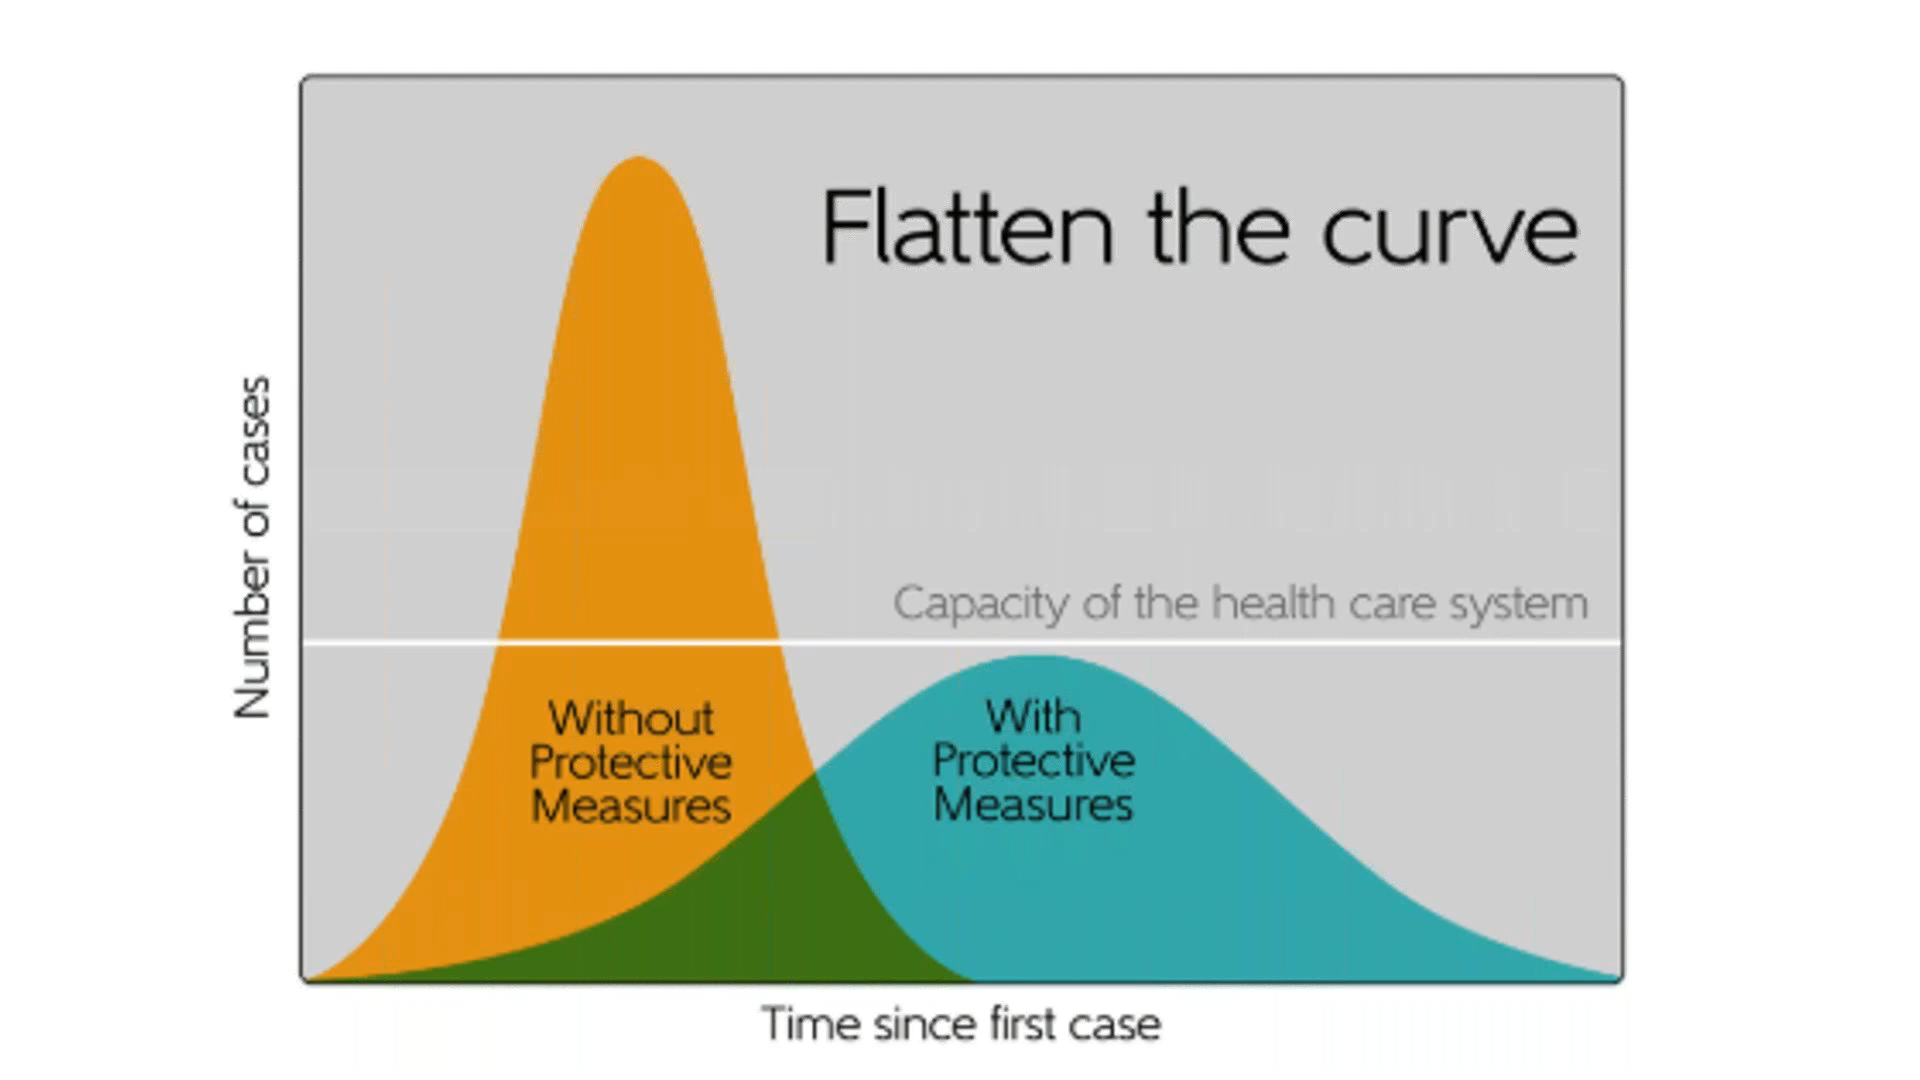 Flatten the curve
Number of cases
Capacity of the health care system
Without
Protective
Measures
With
Protective
Measures
Time since first case